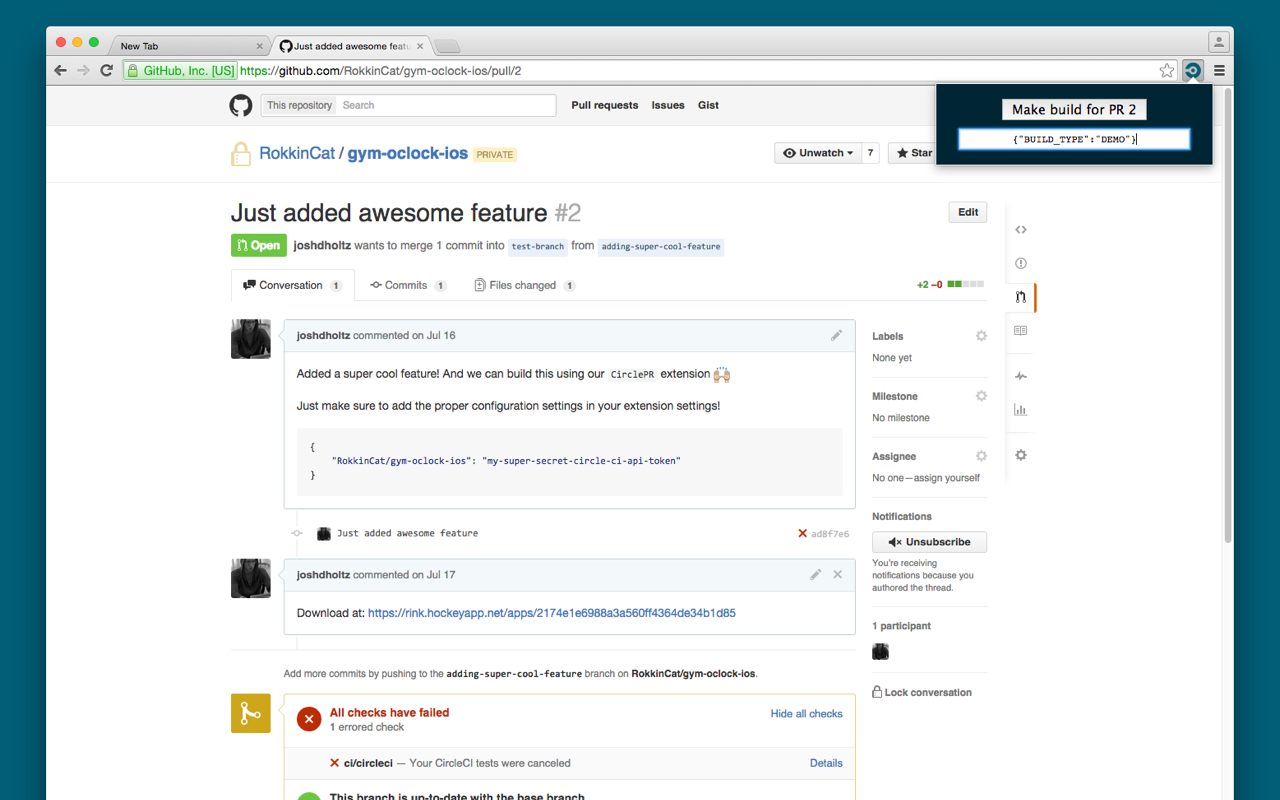 New Tab
Just added awesome featu
GitHub, Inc. [US] https://github.com/RokkinCat/gym-oclock-ios/pull/2
Make build for PR 2
{"BUILD_TYPE":"DEMO"}
This repository Search Pull requests Issues Gist
RokkinCat / gym-oclock-ios PRIVATE
Unwatch 7 Star
Just added awesome feature #2
Edit
Open joshdholtz wants to merge 1 commit into test-branch from adding-super-cool-feature
Conversation 1 Commits 1 Files changed 1 +2 −0
joshdholtz commented on Jul 16
Added a super cool feature! And we can build this using our CirclePR extension 🙌
Just make sure to add the proper configuration settings in your extension settings!
{
"RokkinCat/gym-oclock-ios": "my-super-secret-circle-ci-api-token"
}
Just added awesome feature ad8f7e6
joshdholtz commented on Jul 17
Download at: https://rink.hockeyapp.net/apps/2174e1e6988a3a560ff4364de34b1d85
Add more commits by pushing to the adding-super-cool-feature branch on RokkinCat/gym-oclock-ios.
All checks have failed
Hide all checks
1 errored check
ci/circleci — Your CircleCI tests were canceled Details
This branch is up-to-date with the base branch
Labels
None yet
Milestone
No milestone
Assignee
No one—assign yourself
Notifications
Unsubscribe
You're receiving
notifications because you
authored the thread.
1 participant
Lock conversation